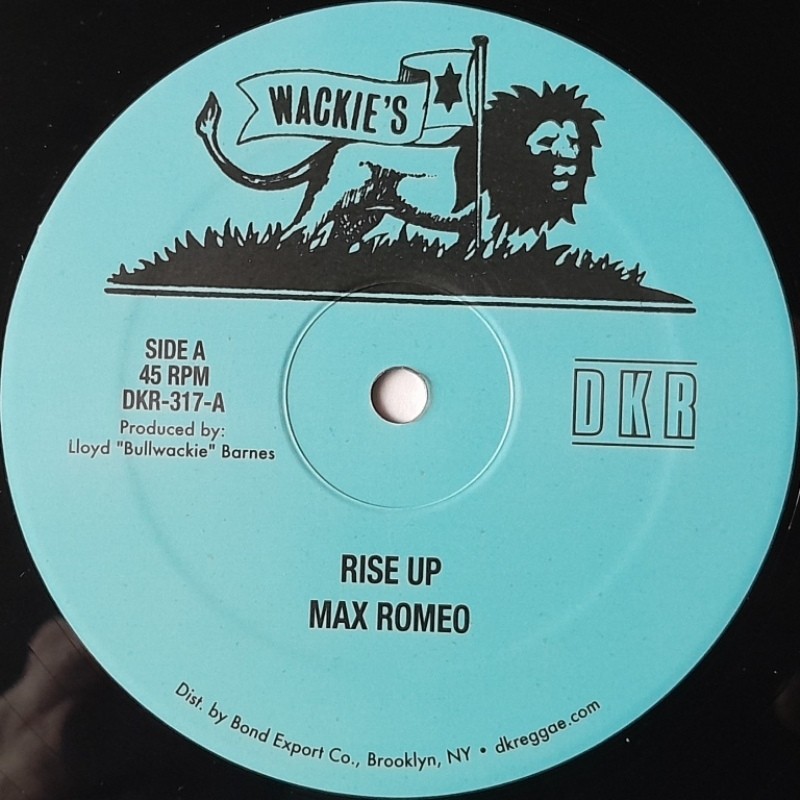 WACKIE'S
SIDE A
45 RPM
DKR-317-A
Produced by:
Lloyd "Bullwackie" Barnes
DKR
RISE UP
MAX ROMEO
Dist. by Bond Export Co., Brooklyn, NY • dkreggae.com